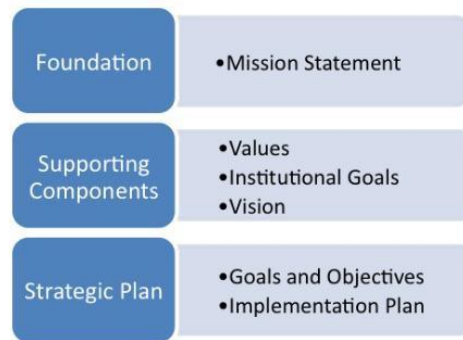 Foundation
•Mission Statement
Supporting
Components
•Values
•Institutional Goals
•Vision
Strategic Plan
•Goals and Objectives
•Implementation Plan